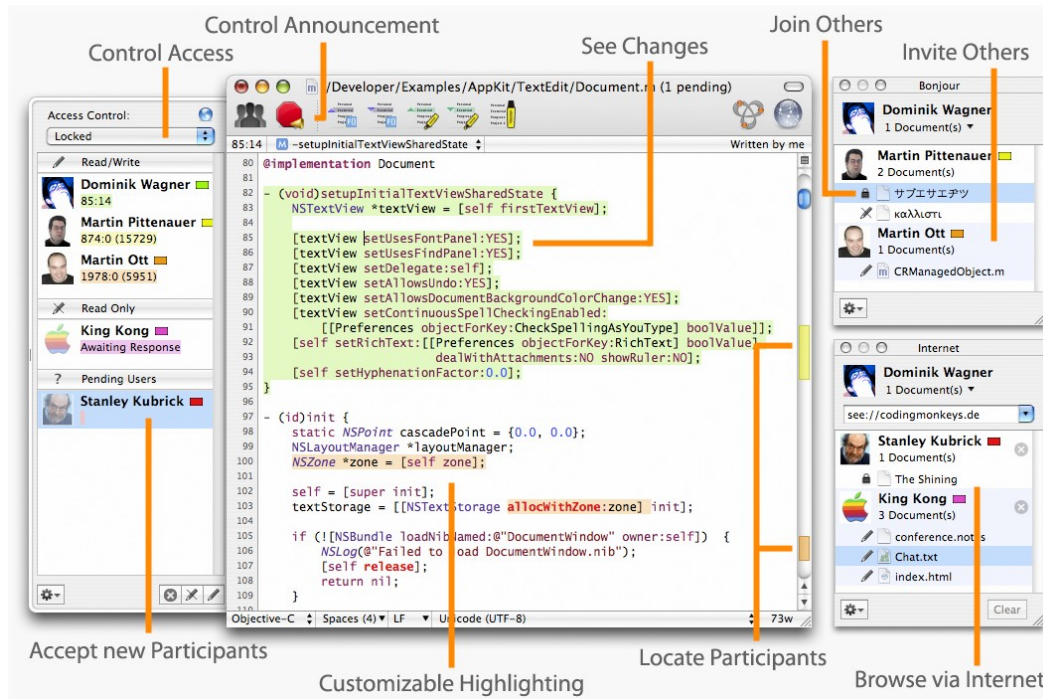 Control Announcement
Control Access
See Changes
Join Others
Invite Others
Access Control:
Locked
Read/Write
Dominik Wagner
85:14
Martin Pittenauer
874:0 (15729)
Martin Ott
1978:0 (5951)
Read Only
King Kong
Awaiting Response
? Pending Users
Stanley Kubrick
/Developer/Examples/AppKit/TextEdit/Document.m (1 pending)
85:14 M -setupInitialTextViewSharedState
Written by me
80 @implementation Document
81
82 - (void)setupInitialTextViewSharedState {
83 NSTextView *textView = [self firstTextView];
84
85 [textView setUsesFontPanel:YES];
86 [textView setUsesFindPanel:YES];
87 [textView setDelegate:self];
88 [textView setAllowsUndo:YES];
89 [textView setAllowsDocumentBackgroundColorChange:YES];
90 [textView setContinuousSpellCheckingEnabled:
91 [[Preferences objectForKey:CheckSpellingAsYouType] boolValue]];
92 [self setRichText:[[Preferences objectForKey:RichText] boolValue]
93 dealWithAttachments:NO showRuler:NO];
94 [self setHyphenationFactor:0.0];
95 }
96
97 - (id)init {
98 static NSPoint cascadePoint = {0.0, 0.0};
99 NSLayoutManager *layoutManager;
100 NSZone *zone = [self zone];
101
102 self = [super init];
103 textStorage = [[NSTextStorage allocWithZone:zone] init];
104
105 if (![NSBundle loadNibNamed:@"DocumentWindow" owner:self]) {
106 NSLog(@"Failed to load DocumentWindow.nib");
107 [self release];
108 return nil;
109 }
110
Objective-C Spaces (4) LF Unicode (UTF-8) 73w
Bonjour
Dominik Wagner
1 Document(s)
Martin Pittenauer
2 Document(s)
サブエサエヂツ
καλλιστι
Martin Ott
1 Document(s)
m CRManagedObject.m
Internet
Dominik Wagner
1 Document(s)
see://codingmonkeys.de
Stanley Kubrick
1 Document(s)
The Shining
King Kong
3 Document(s)
conference.notes
Chat.txt
index.html
Clear
Accept new Participants
Customizable Highlighting
Locate Participants
Browse via Internet